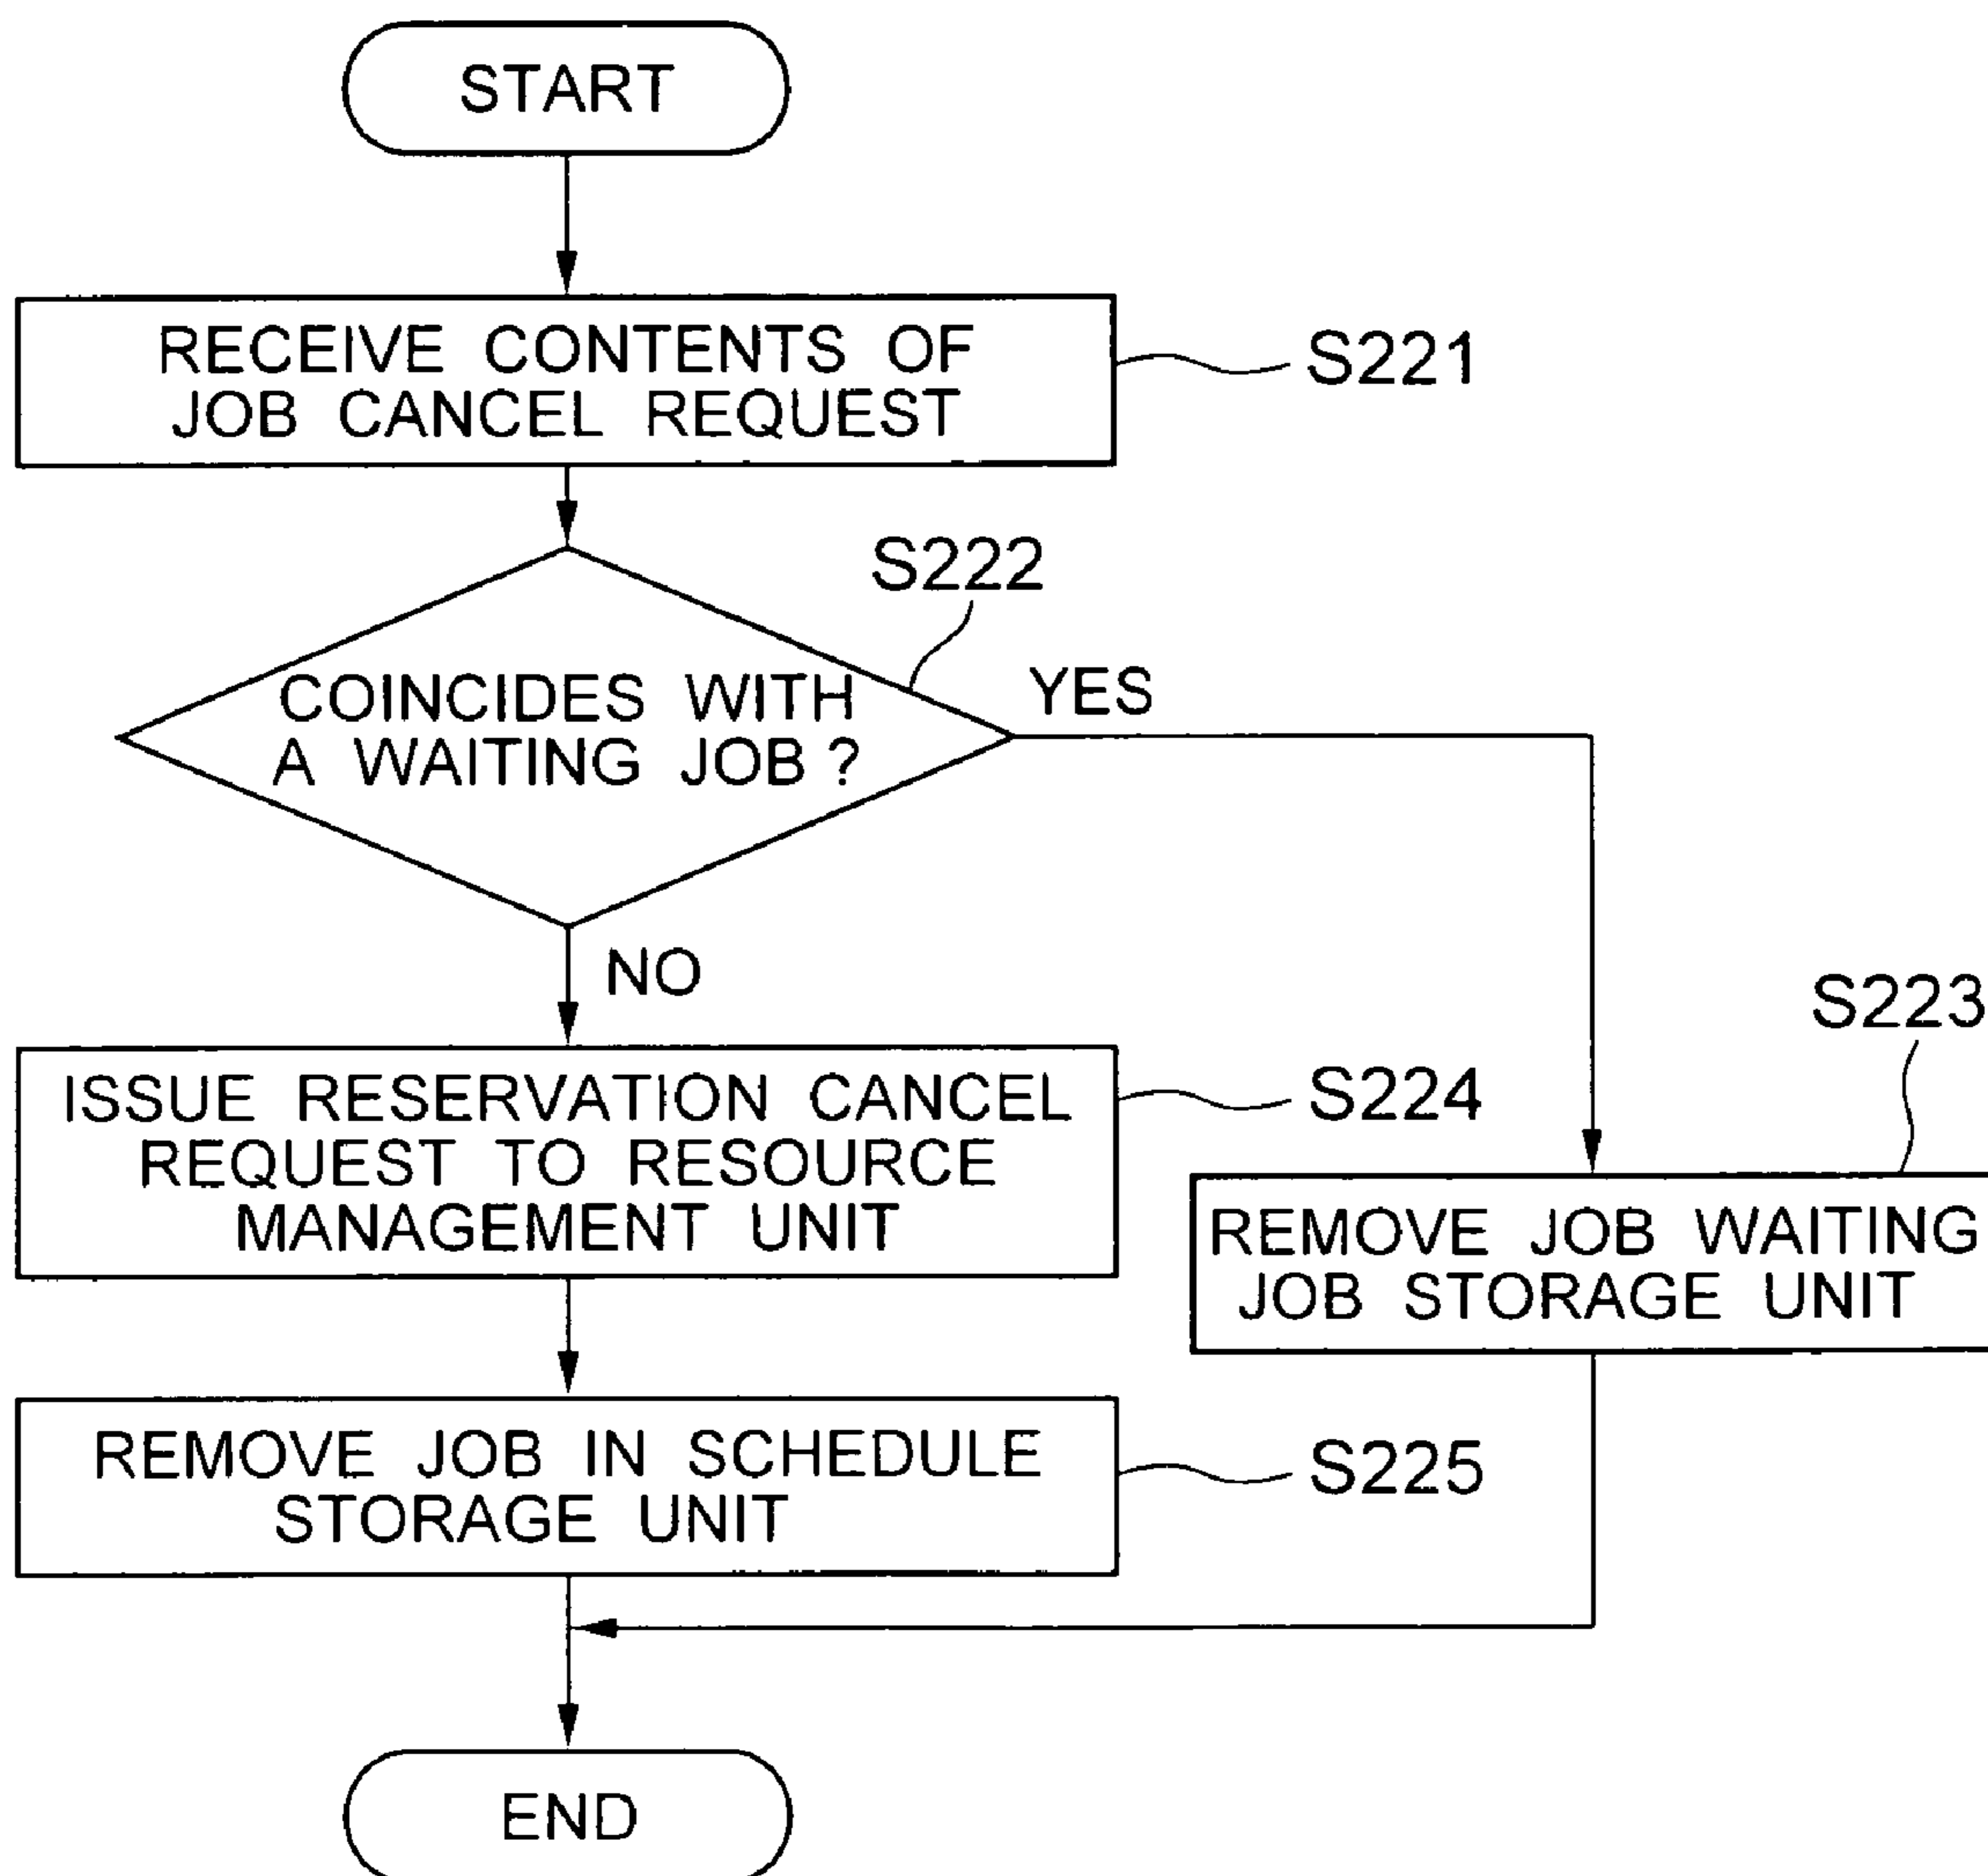 START
RECEIVE CONTENTS OF
JOB CANCEL REQUEST
S221
S222
COINCIDES WITH
A WAITING JOB ?
YES
NO
S223
ISSUE RESERVATION CANCEL
REQUEST TO RESOURCE
MANAGEMENT UNIT
S224
REMOVE JOB WAITING
JOB STORAGE UNIT
REMOVE JOB IN SCHEDULE
STORAGE UNIT
S225
END